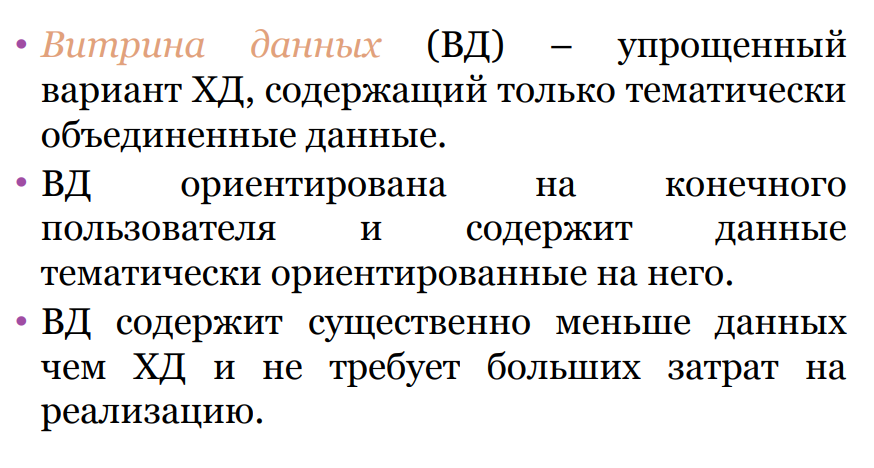 • Витрина данных (ВД) – упрощенный
вариант ХД, содержащий только тематически
объединенные данные.
• ВД ориентирована на конечного
пользователя и содержит данные
тематически ориентированные на него.
• ВД содержит существенно меньше данных
чем ХД и не требует больших затрат на
реализацию.